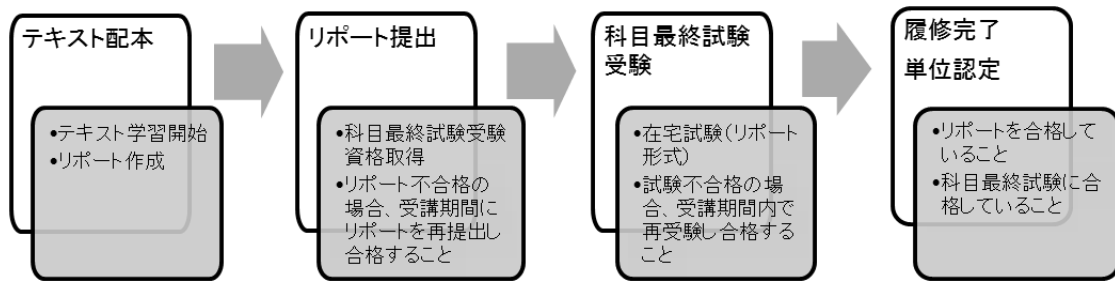 テキスト配本
•テキスト学習開始
•リポート作成
リポート提出
•科目最終試験受験
資格取得
•リポート不合格の
場合、受講期間に
リポートを再提出し
合格すること
科目最終試験
受験
•在宅試験(リポート
形式)
•試験不合格の場
合、受講期間内で
再受験し合格する
こと
履修完了
単位認定
•リポートを合格して
いること
•科目最終試験に合
格していること